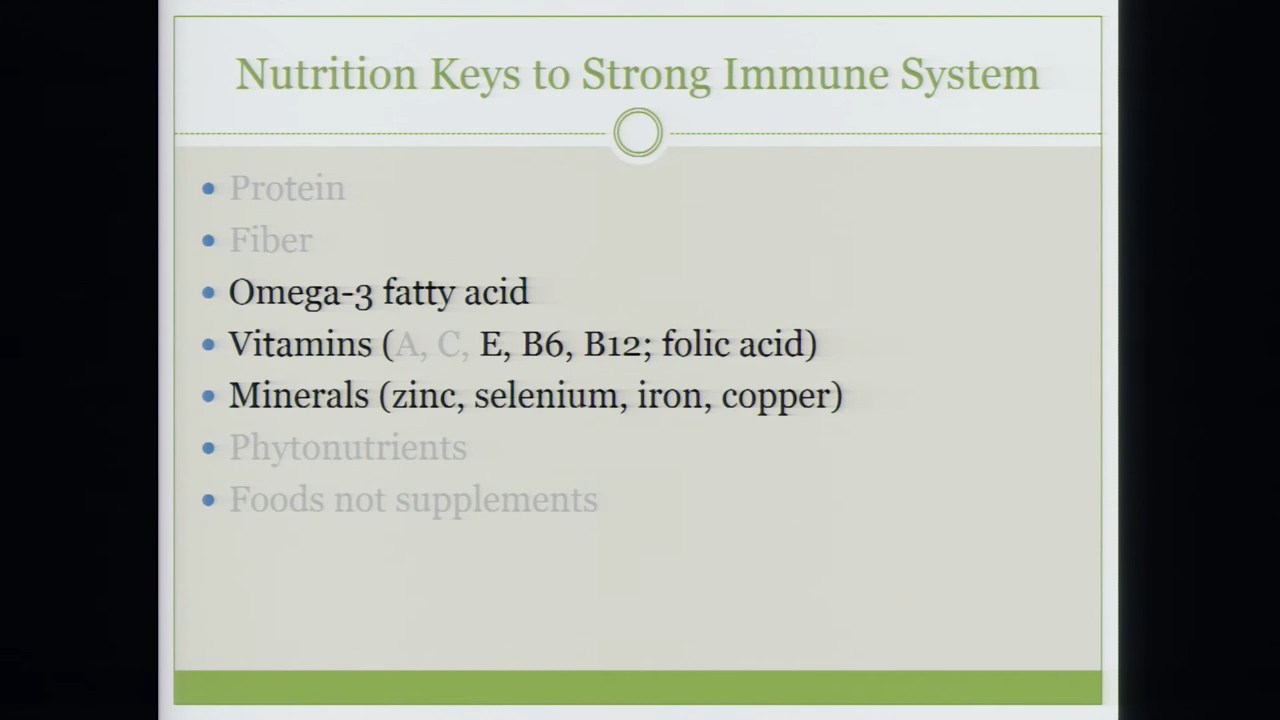 Nutrition Keys to Strong Immune System
• Protein
• Fiber
• Omega-3 fatty acid
• Vitamins (A, C, E, B6, B12; folic acid)
• Minerals (zinc, selenium, iron, copper)
• Phytonutrients
• Foods not supplements